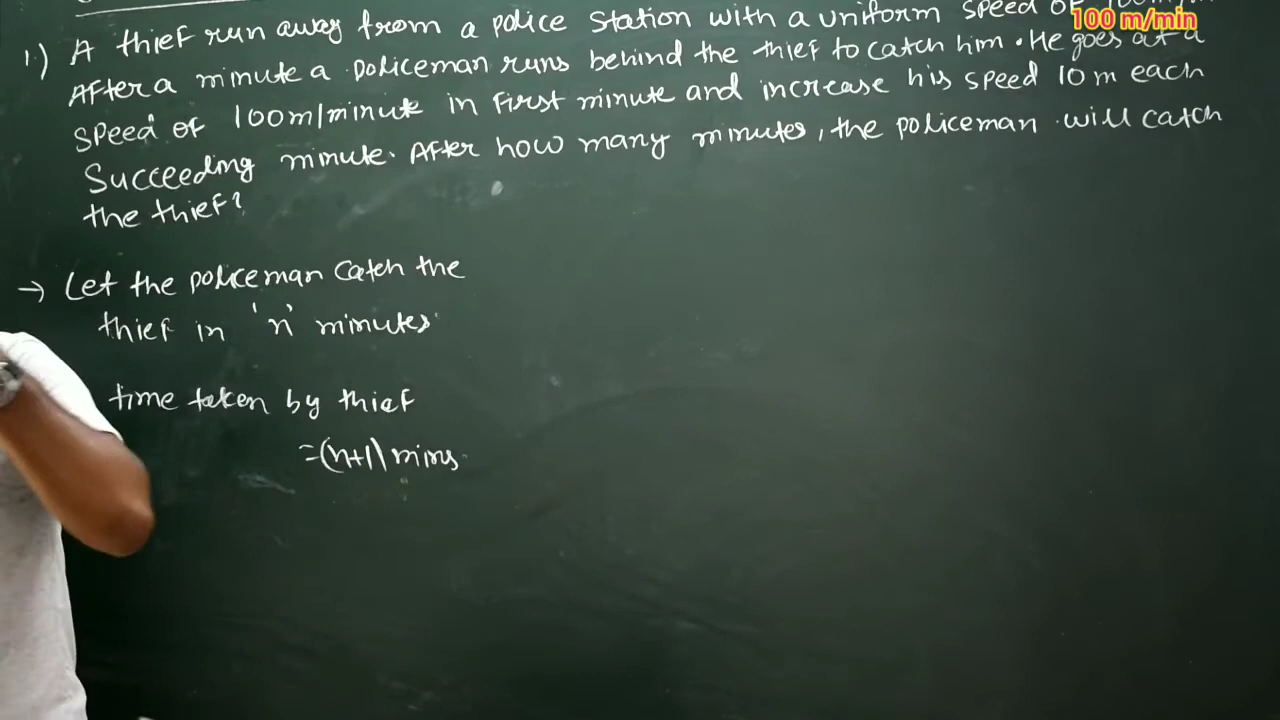 1.) A thief run away from a police station with a uniform speed of 100 m/min
After a minute a policeman runs behind the thief to catch him. He goes at a
speed of 100m/minute in first minute and increase his speed 10m each
Succeeding minute. After how many minutes, the policeman will catch
the thief?
→ Let the policeman catch the
thief in 'n' minutes.
time taken by thief
=(n+1) mins.